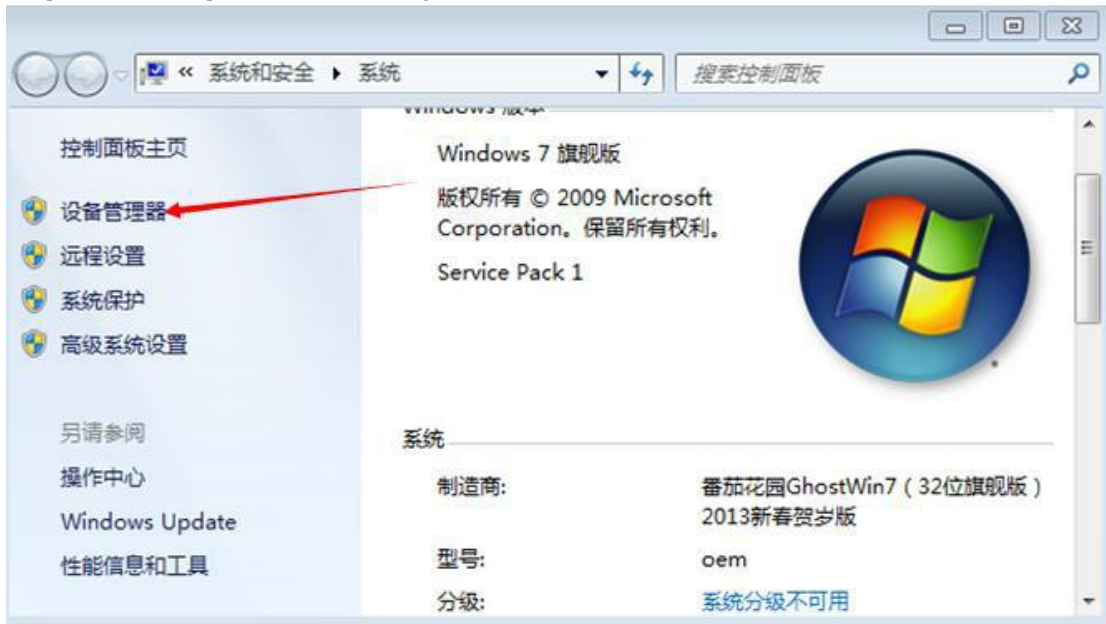 « 系统和安全 ▸ 系统
搜索控制面板
控制面板主页
设备管理器
远程设置
系统保护
高级系统设置
另请参阅
操作中心
Windows Update
性能信息和工具
Windows 版本
Windows 7 旗舰版
版权所有 © 2009 Microsoft
Corporation。保留所有权利。
Service Pack 1
系统
制造商: 番茄花园GhostWin7 ( 32位旗舰版 )
2013新春贺岁版
型号: oem
分级: 系统分级不可用